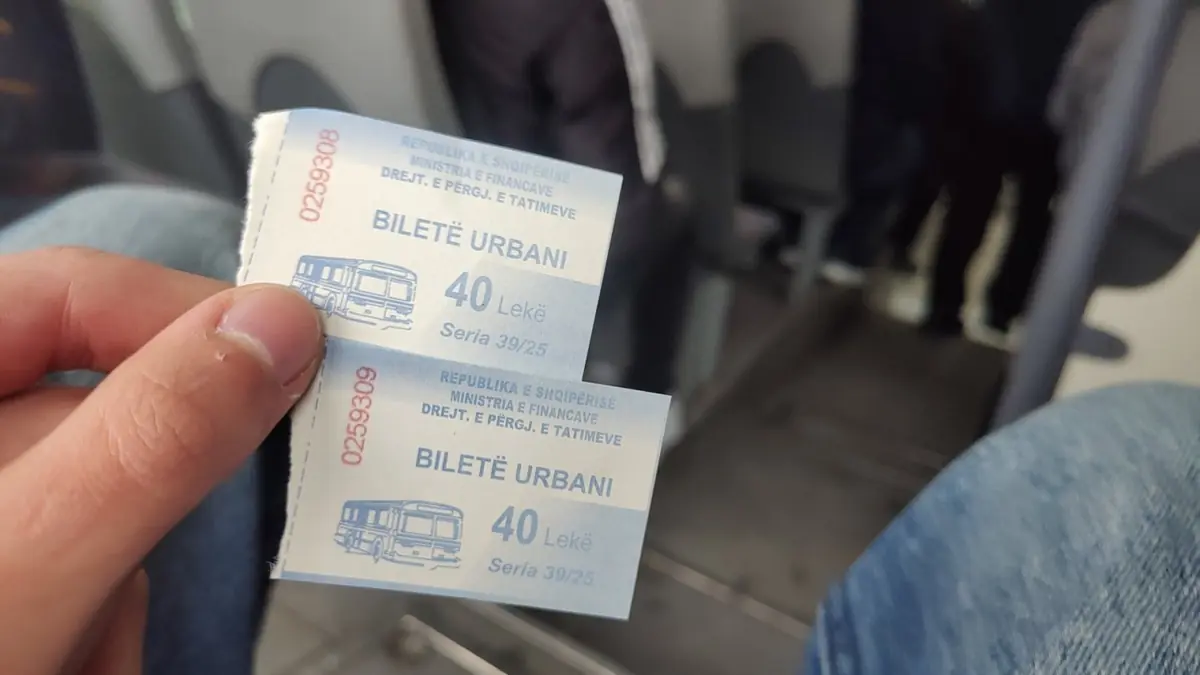 0259308
REPUBLIKA E SHQIPËRISË
MINISTRIA E FINANCAVE
DREJT. E PËRGJ. E TATIMEVE
BILETË URBANI
40 Lekë
Seria 39/25
0259309
REPUBLIKA E SHQIPËRISË
MINISTRIA E FINANCAVE
DREJT. E PËRGJ. E TATIMEVE
BILETË URBANI
40 Lekë
Seria 39/25